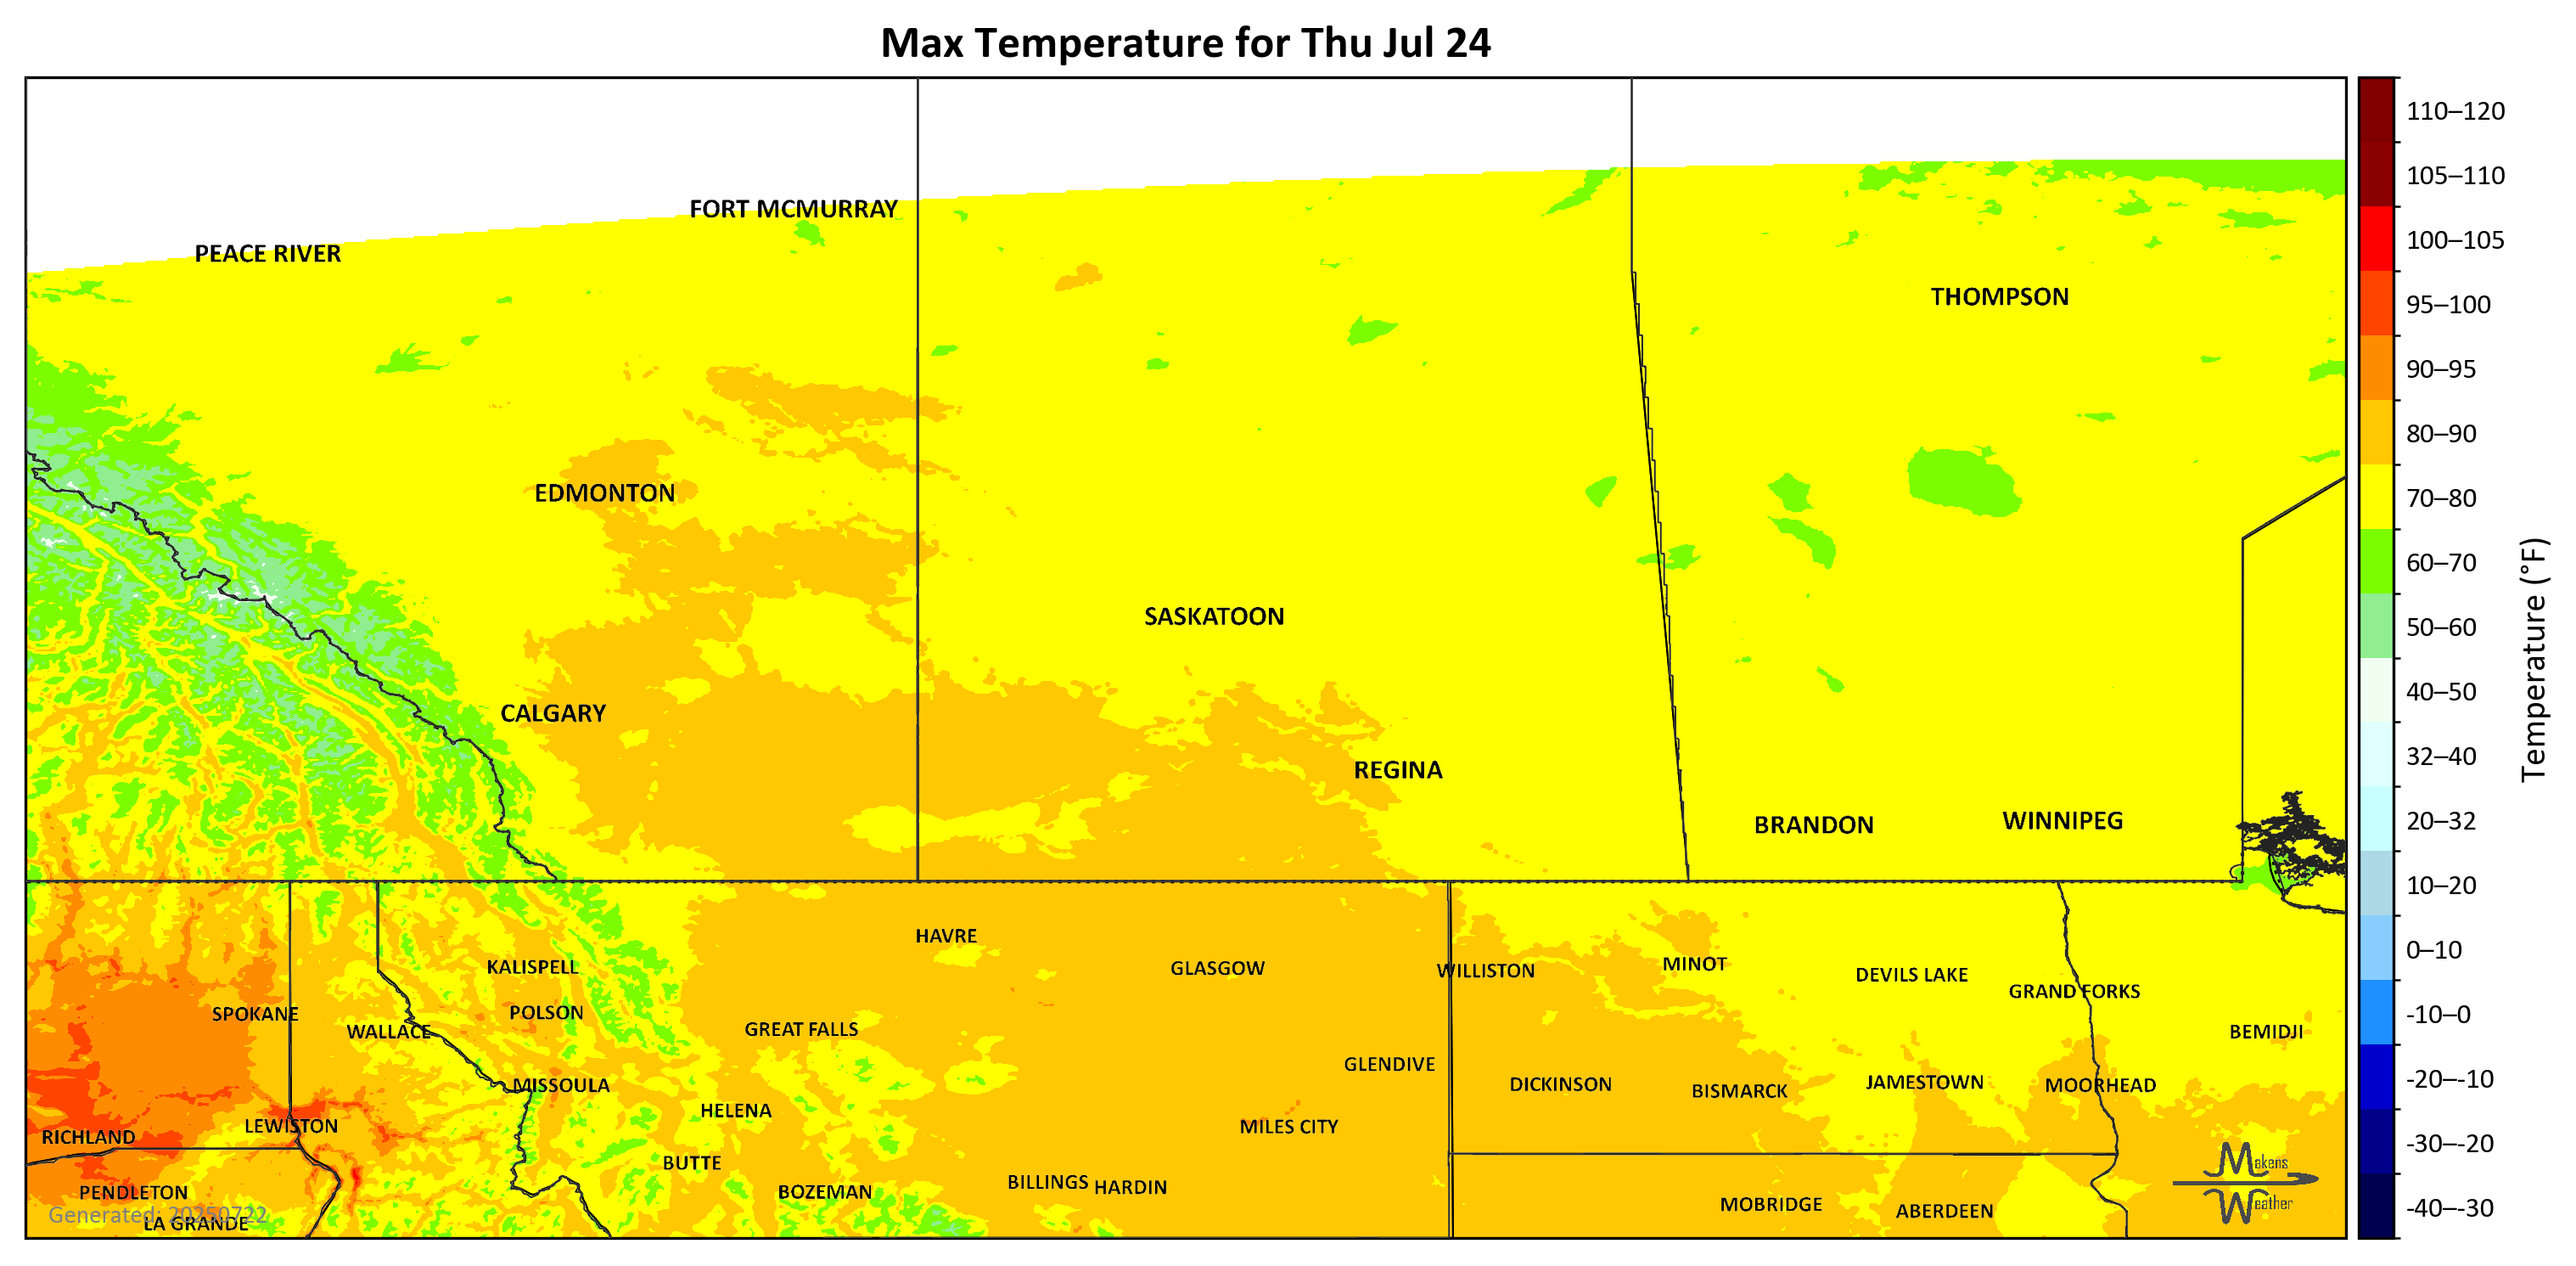 Max Temperature for Thu Jul 24
FORT MCMURRAY
PEACE RIVER
THOMPSON
EDMONTON
SASKATOON
CALGARY
REGINA
BRANDON
WINNIPEG
HAVRE
KALISPELL
GLASGOW
WILLISTON
MINOT
DEVILS LAKE
GRAND FORKS
SPOKANE
POLSON
WALLACE
GREAT FALLS
BEMIDJI
GLENDIVE
MISSOULA
DICKINSON
BISMARCK
JAMESTOWN
MOORHEAD
HELENA
LEWISTON
MILES CITY
RICHLAND
BUTTE
PENDLETON
BOZEMAN
BILLINGS
HARDIN
MOBRIDGE
ABERDEEN
Generated: 20250722
LA GRANDE
Makens
Weather
110–120
105–110
100–105
95–100
90–95
80–90
70–80
60–70
50–60
40–50
32–40
20–32
10–20
0–10
-10–0
-20–-10
-30–-20
-40–-30
Temperature (°F)